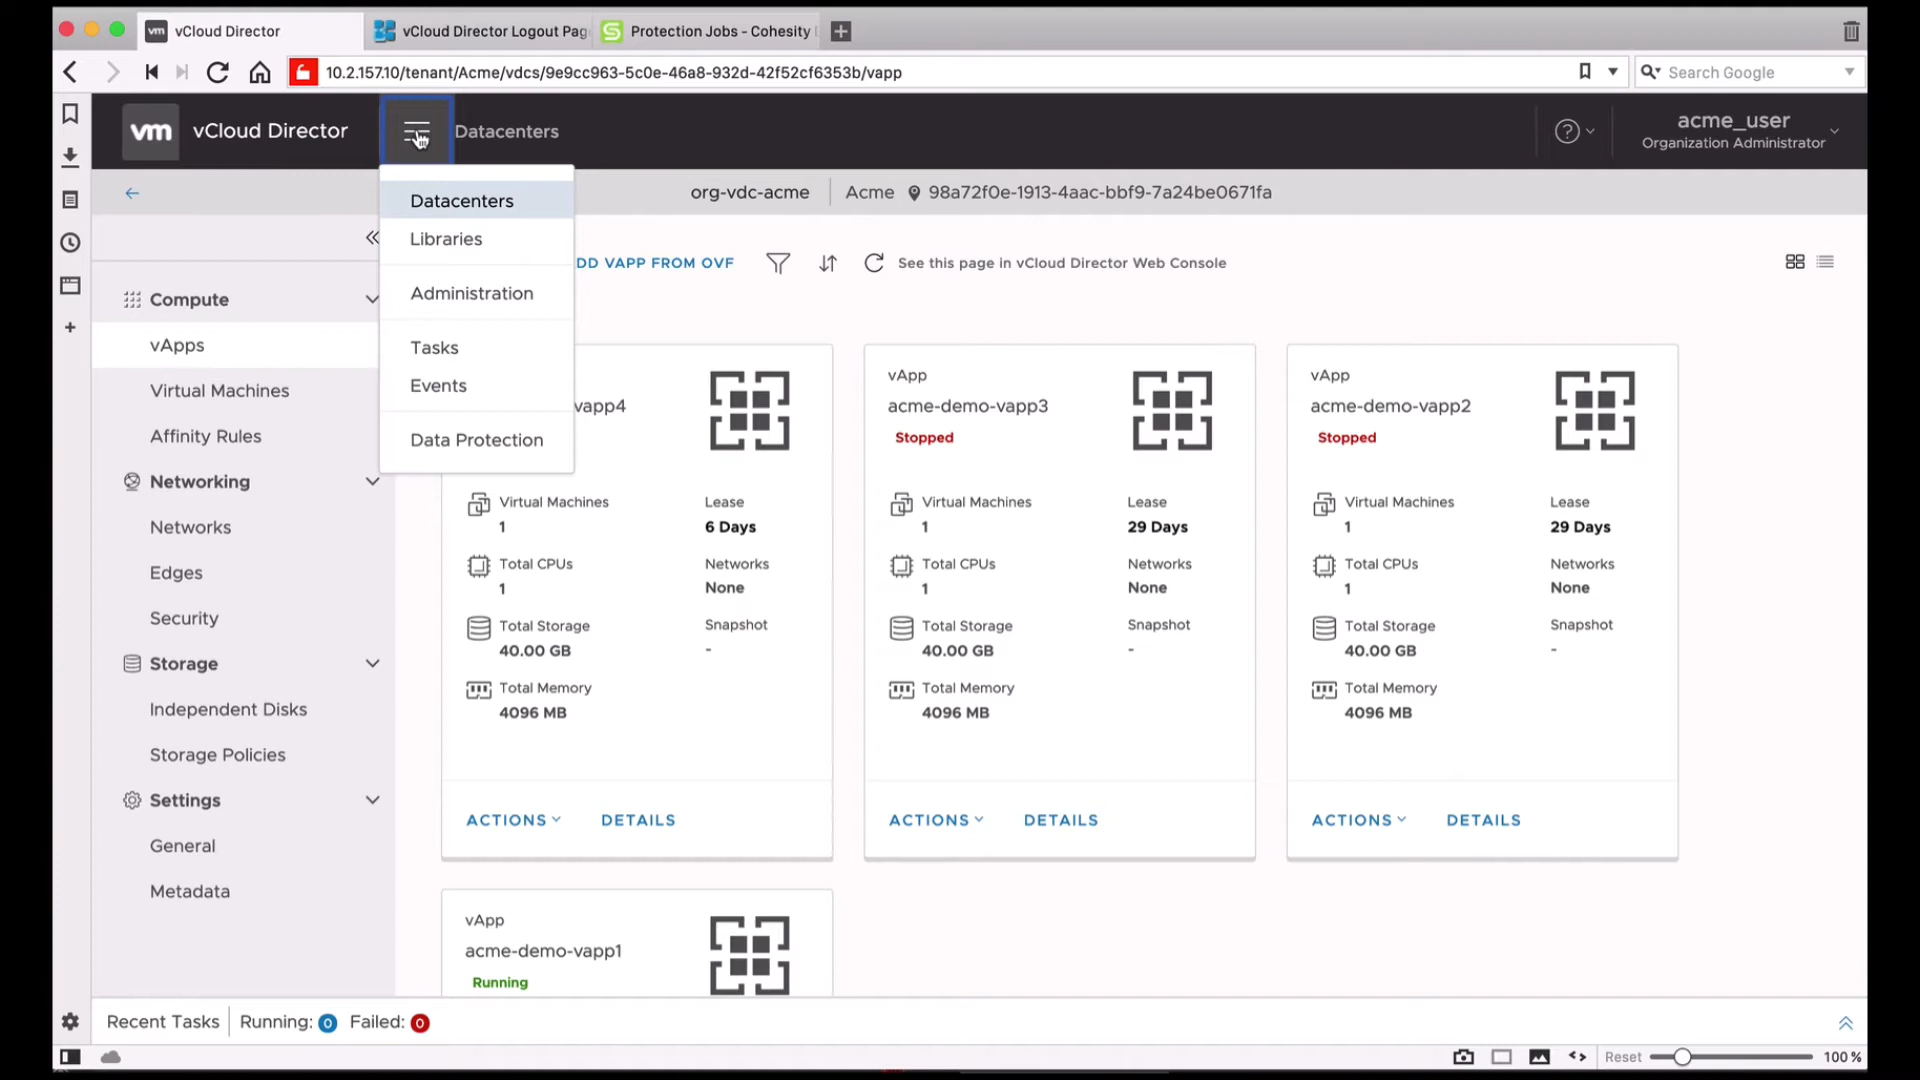 vCloud Director
vCloud Director Logout Pag
Protection Jobs - Cohesity
10.2.157.10/tenant/Acme/vdcs/9e9cc963-5c0e-46a8-932d-42f52cf6353b/vapp
Search Google
vm vCloud Director
Datacenters
acme_user
Organization Administrator
org-vdc-acme
Acme
98a72f0e-1913-4aac-bbf9-7a24be0671fa
Datacenters
Libraries
Administration
Tasks
Events
Data Protection
DD VAPP FROM OVF
See this page in vCloud Director Web Console
Compute
vApps
Virtual Machines
Affinity Rules
Networking
Networks
Edges
Security
Storage
Independent Disks
Storage Policies
Settings
General
Metadata
vapp4
Virtual Machines
1
Lease
6 Days
Total CPUs
1
Networks
None
Total Storage
40.00 GB
Snapshot
-
Total Memory
4096 MB
ACTIONS
DETAILS
vApp
acme-demo-vapp3
Stopped
Virtual Machines
1
Lease
29 Days
Total CPUs
1
Networks
None
Total Storage
40.00 GB
Snapshot
-
Total Memory
4096 MB
ACTIONS
DETAILS
vApp
acme-demo-vapp2
Stopped
Virtual Machines
1
Lease
29 Days
Total CPUs
1
Networks
None
Total Storage
40.00 GB
Snapshot
-
Total Memory
4096 MB
ACTIONS
DETAILS
vApp
acme-demo-vapp1
Running
Recent Tasks
Running: 0
Failed: 0
Reset
100 %